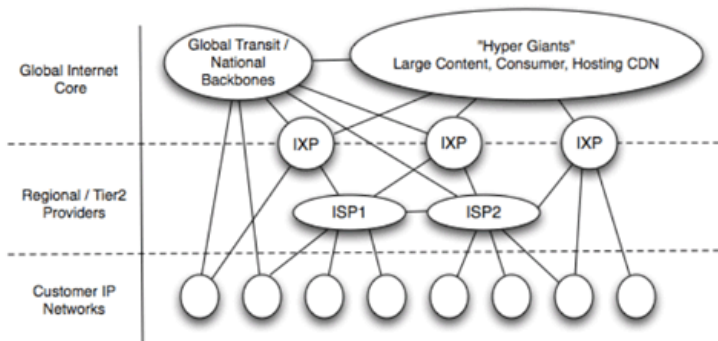 Global Internet
Core
Global Transit /
National
Backbones
"Hyper Giants"
Large Content, Consumer, Hosting CDN
IXP
IXP
IXP
Regional / Tier2
Providers
ISP1
ISP2
Customer IP
Networks